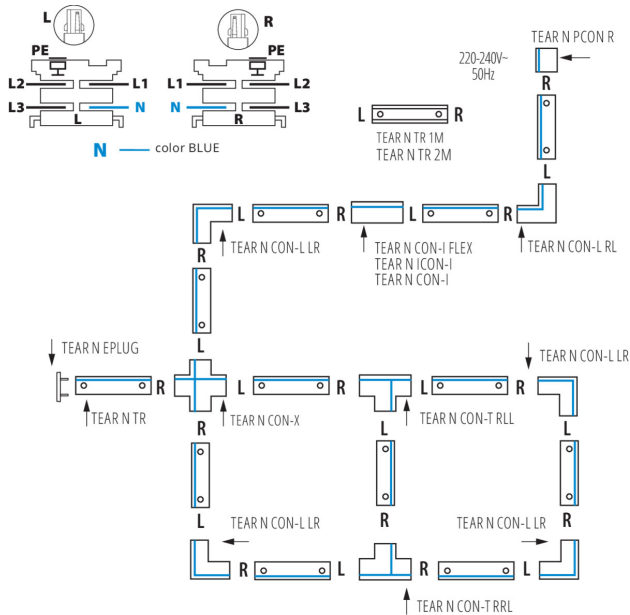 L
R
PE
PE
L2
L1
L1
L2
L3
N
N
L3
L
R
N color BLUE
TEAR N PCON R
220-240V~
50Hz
R
L
R
TEAR N TR 1M
TEAR N TR 2M
L
L
R
L
R
TEAR N CON-L LR
TEAR N CON-I FLEX
TEAR N ICON-I
TEAR N CON-I
TEAR N CON-L RL
R
L
TEAR N EPLUG
TEAR N CON-L LR
R
L
R
L
R
TEAR N TR
TEAR N CON-X
TEAR N CON-T RLL
R
L
L
L
R
R
TEAR N CON-L LR
TEAR N CON-L LR
R
L
R
L
TEAR N CON-T RRL